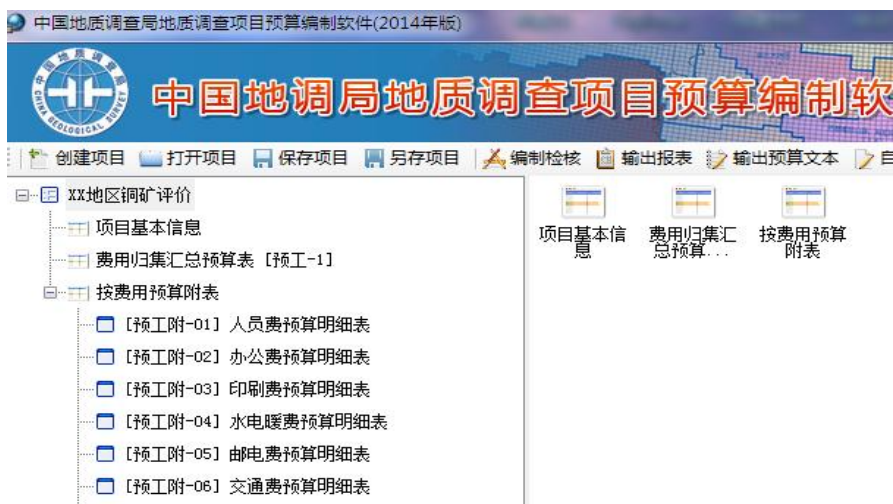 中国地质调查局地质调查项目预算编制软件(2014年版)
CHINA GEOLOGICAL SURVEY
中国地调局地质调查项目预算编制软
创建项目 打开项目 保存项目 另存项目 编制检核 输出报表 输出预算文本 自
XX地区铜矿评价
项目基本信息
费用归集汇总预算表 [预工-1]
按费用预算附表
[预工附-01] 人员费预算明细表
[预工附-02] 办公费预算明细表
[预工附-03] 印刷费预算明细表
[预工附-04] 水电暖费预算明细表
[预工附-05] 邮电费预算明细表
[预工附-06] 交通费预算明细表
项目基本信
息
费用归集汇
总预算...
按费用预算
附表